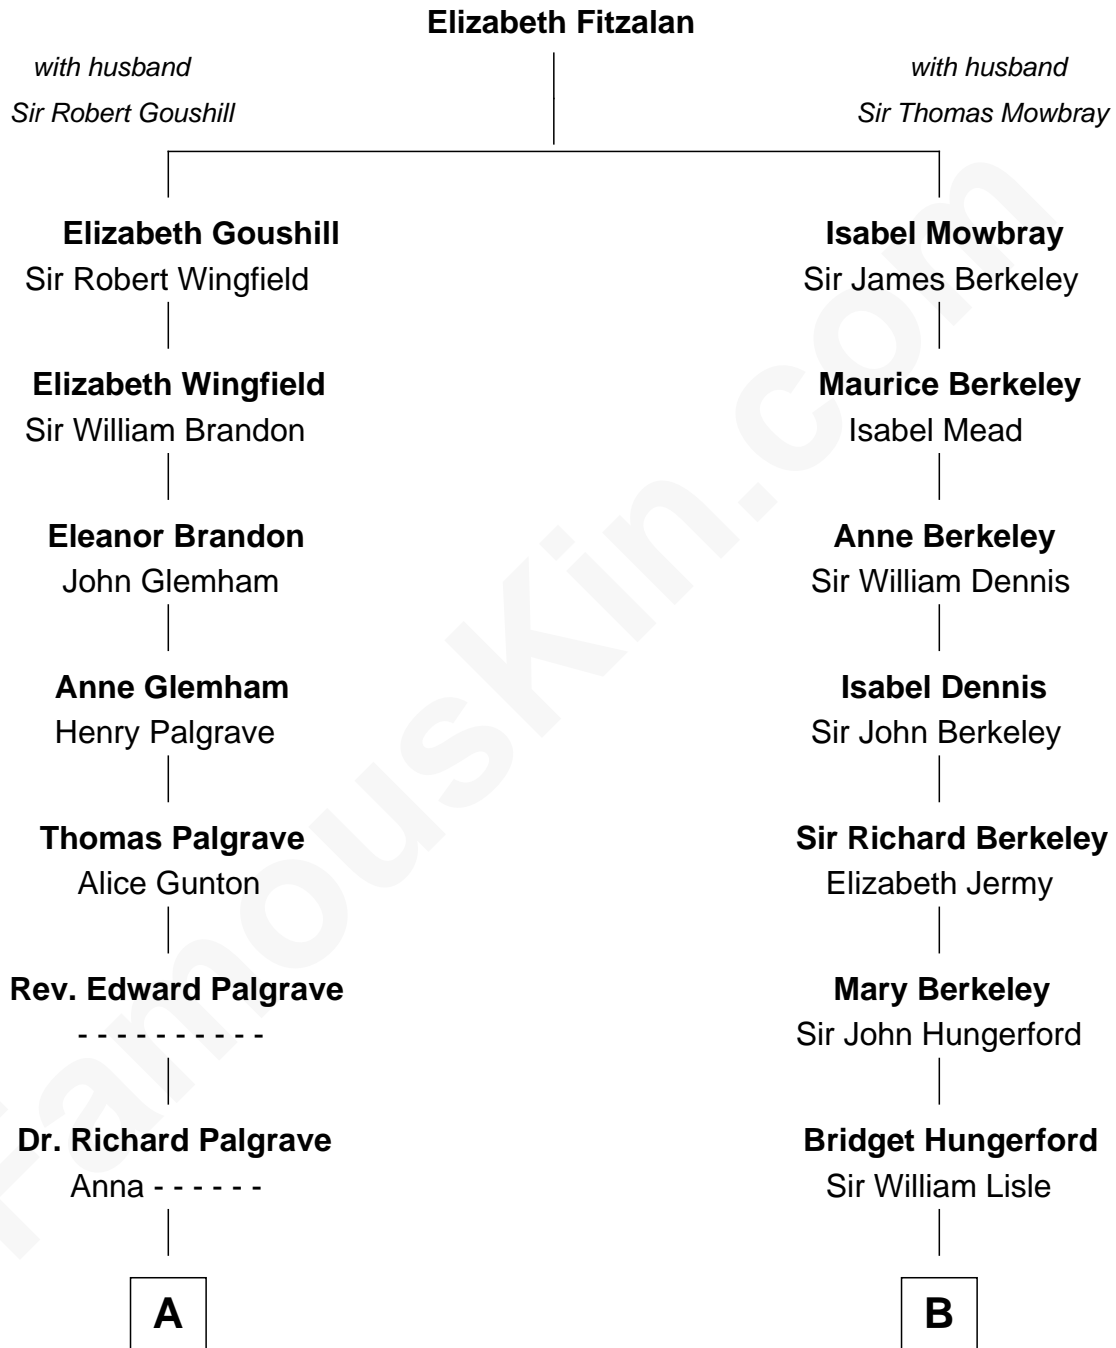 Elizabeth Fitzalan
with husband
Sir Robert Goushill
with husband
Sir Thomas Mowbray
Elizabeth Goushill
Sir Robert Wingfield
Isabel Mowbray
Sir James Berkeley
Elizabeth Wingfield
Sir William Brandon
Maurice Berkeley
Isabel Mead
Eleanor Brandon
John Glemham
Anne Berkeley
Sir William Dennis
Anne Glemham
Henry Palgrave
Isabel Dennis
Sir John Berkeley
Thomas Palgrave
Alice Gunton
Sir Richard Berkeley
Elizabeth Jermy
Rev. Edward Palgrave
- - - - - - - - - -
Mary Berkeley
Sir John Hungerford
Dr. Richard Palgrave
Anna - - - - - -
Bridget Hungerford
Sir William Lisle
A
B
FamousKin.com